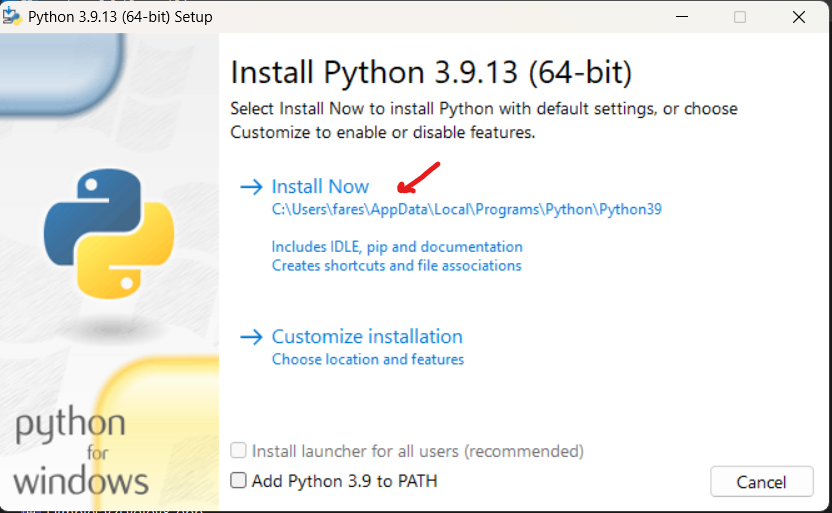 Python 3.9.13 (64-bit) Setup
Install Python 3.9.13 (64-bit)
Select Install Now to install Python with default settings, or choose
Customize to enable or disable features.
Install Now
C:\Users\fares\AppData\Local\Programs\Python\Python39
Includes IDLE, pip and documentation
Creates shortcuts and file associations
Customize installation
Choose location and features
python
for
windows
Install launcher for all users (recommended)
Add Python 3.9 to PATH
Cancel